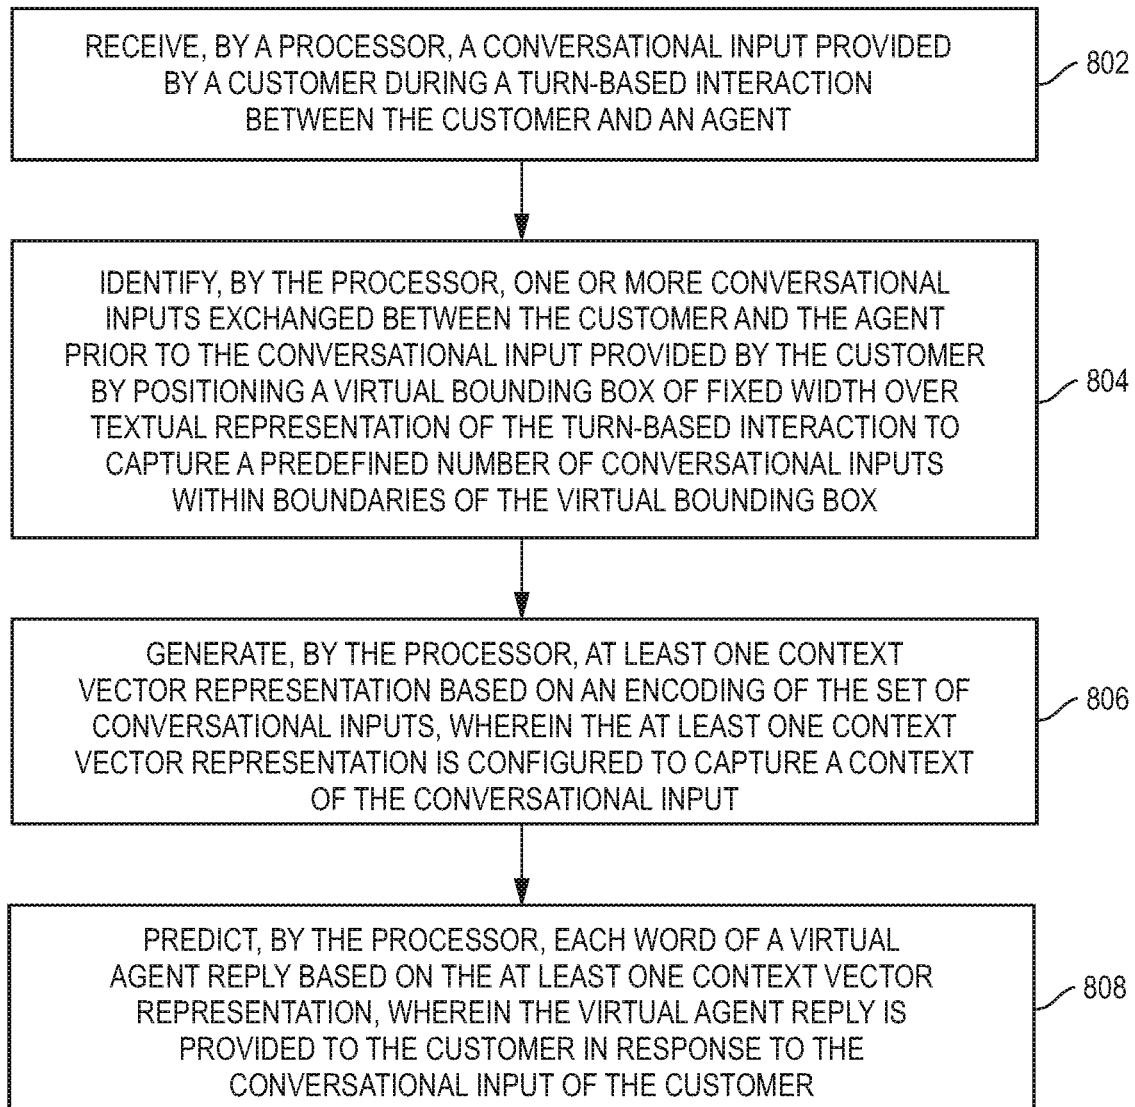 RECEIVE, BY A PROCESSOR, A CONVERSATIONAL INPUT PROVIDED
BY A CUSTOMER DURING A TURN-BASED INTERACTION
BETWEEN THE CUSTOMER AND AN AGENT
802
IDENTIFY, BY THE PROCESSOR, ONE OR MORE CONVERSATIONAL
INPUTS EXCHANGED BETWEEN THE CUSTOMER AND THE AGENT
PRIOR TO THE CONVERSATIONAL INPUT PROVIDED BY THE CUSTOMER
BY POSITIONING A VIRTUAL BOUNDING BOX OF FIXED WIDTH OVER
TEXTUAL REPRESENTATION OF THE TURN-BASED INTERACTION TO
CAPTURE A PREDEFINED NUMBER OF CONVERSATIONAL INPUTS
WITHIN BOUNDARIES OF THE VIRTUAL BOUNDING BOX
804
GENERATE, BY THE PROCESSOR, AT LEAST ONE CONTEXT
VECTOR REPRESENTATION BASED ON AN ENCODING OF THE SET OF
CONVERSATIONAL INPUTS, WHEREIN THE AT LEAST ONE CONTEXT
VECTOR REPRESENTATION IS CONFIGURED TO CAPTURE A CONTEXT
OF THE CONVERSATIONAL INPUT
806
PREDICT, BY THE PROCESSOR, EACH WORD OF A VIRTUAL
AGENT REPLY BASED ON THE AT LEAST ONE CONTEXT VECTOR
REPRESENTATION, WHEREIN THE VIRTUAL AGENT REPLY IS
PROVIDED TO THE CUSTOMER IN RESPONSE TO THE
CONVERSATIONAL INPUT OF THE CUSTOMER
808